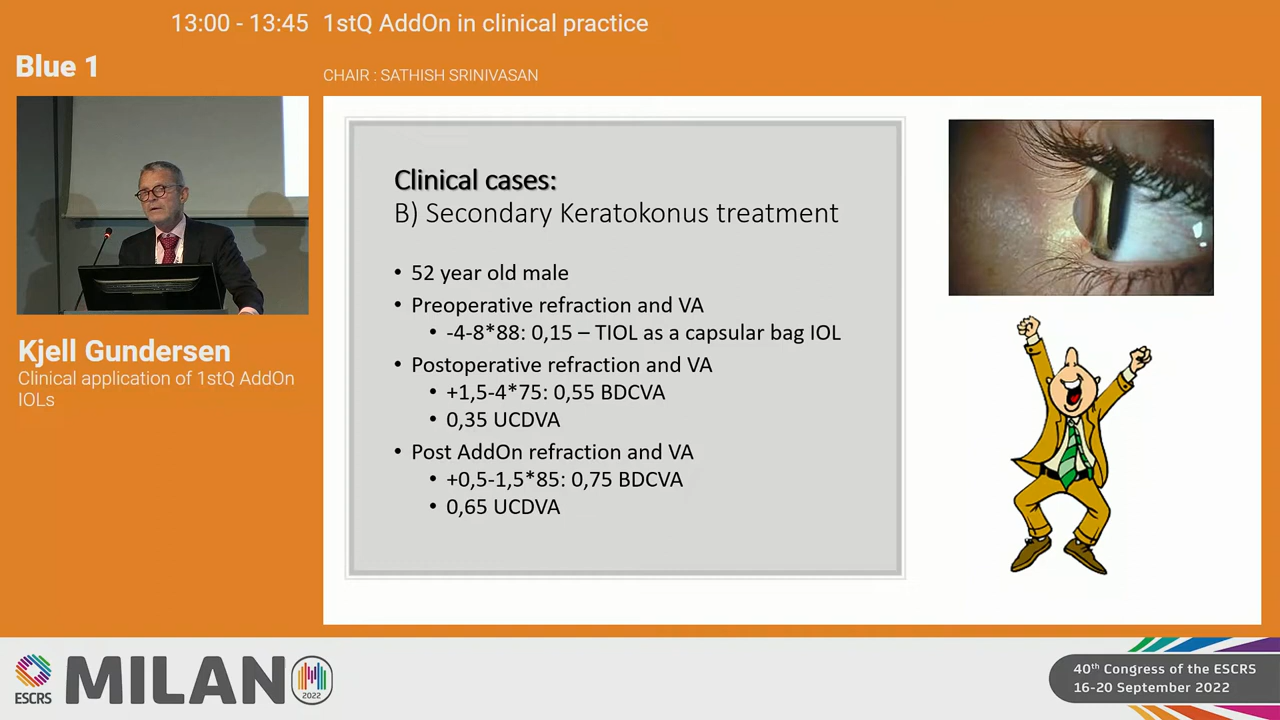 13:00 - 13:45 1stQ AddOn in clinical practice
Blue 1
CHAIR : SATHISH SRINIVASAN
Kjell Gundersen
Clinical application of 1stQ AddOn
IOLs
Clinical cases:
B) Secondary Keratokonus treatment
• 52 year old male
• Preoperative refraction and VA
• -4-8*88: 0,15 – TIOL as a capsular bag IOL
• Postoperative refraction and VA
• +1,5-4*75: 0,55 BDCVA
• 0,35 UCDVA
• Post AddOn refraction and VA
• +0,5-1,5*85: 0,75 BDCVA
• 0,65 UCDVA
ESCRS
MILANO
2022
40th Congress of the ESCRS
16-20 September 2022